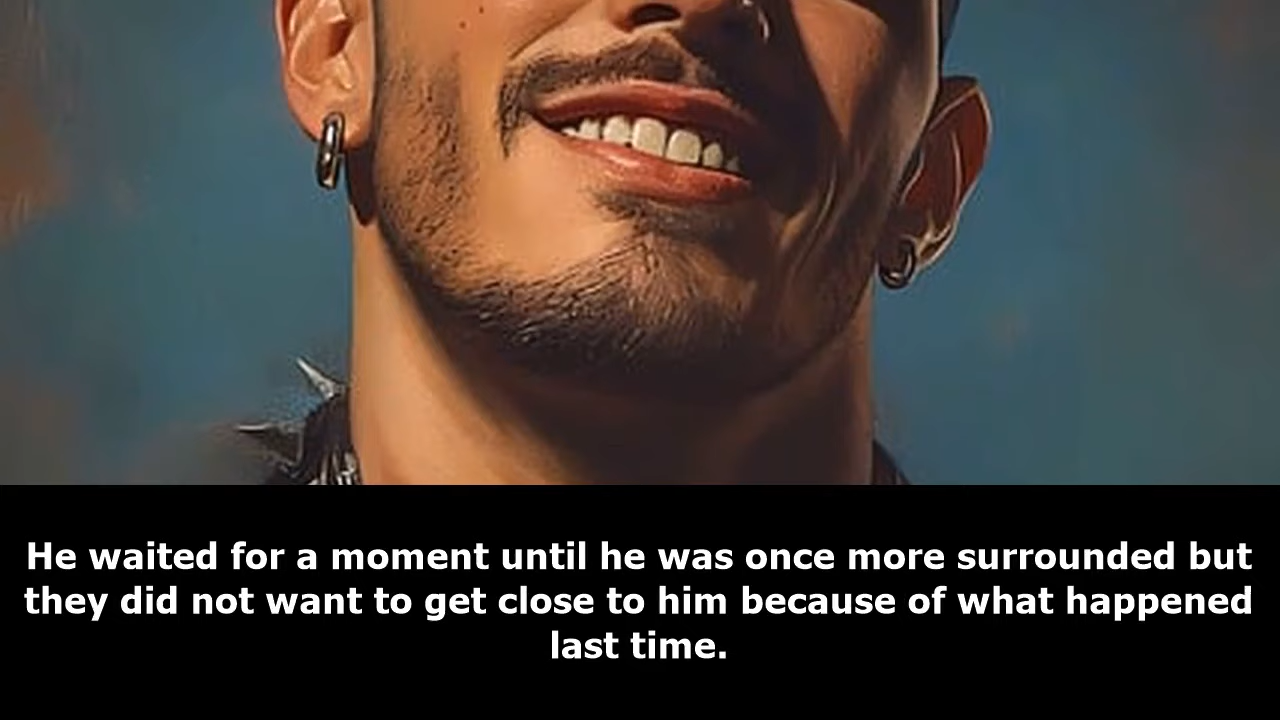 He waited for a moment until he was once more surrounded but
they did not want to get close to him because of what happened
last time.